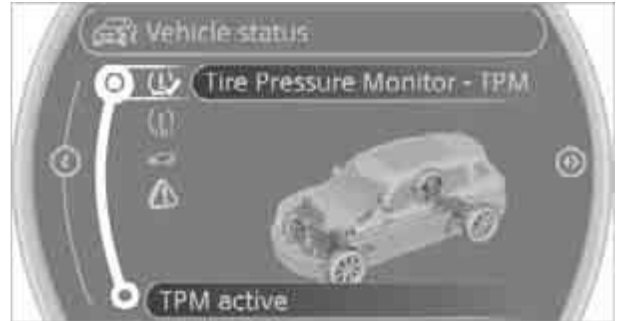 Vehicle status
Tire Pressure Monitor - TPM
TPM active